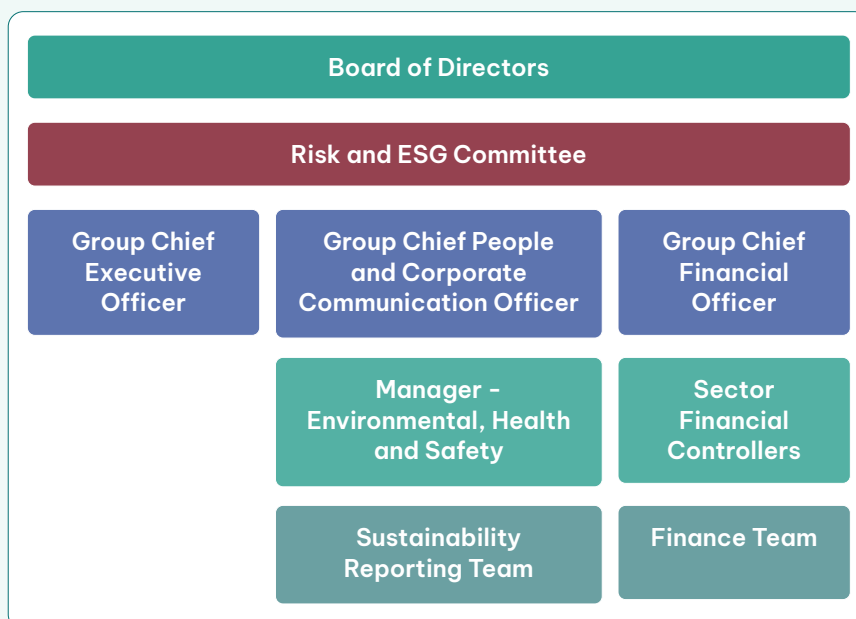 Board of Directors
Risk and ESG Committee
Group Chief
Executive
Officer
Group Chief People
and Corporate
Communication Officer
Group Chief
Financial
Officer
Manager -
Environmental, Health
and Safety
Sector
Financial
Controllers
Sustainability
Reporting Team
Finance Team